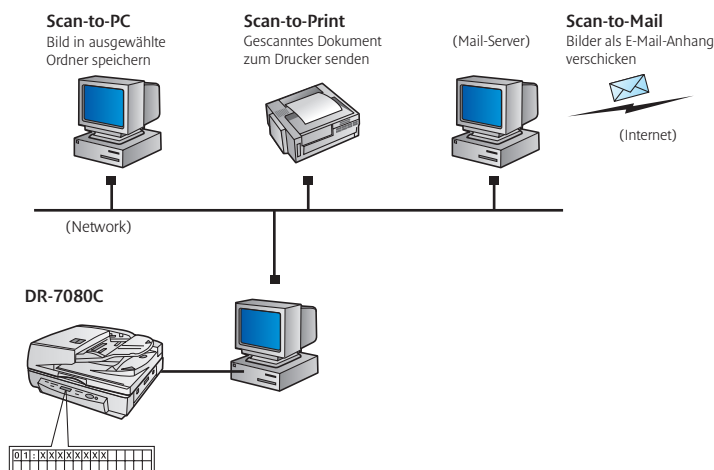 Scan-to-PC
Bild in ausgewählte
Ordner speichern
Scan-to-Print
Gescanntes Dokument
zum Drucker senden
(Mail-Server)
Scan-to-Mail
Bilder als E-Mail-Anhang
verschicken
(Internet)
(Network)
DR-7080C
01:XXXXXXXX